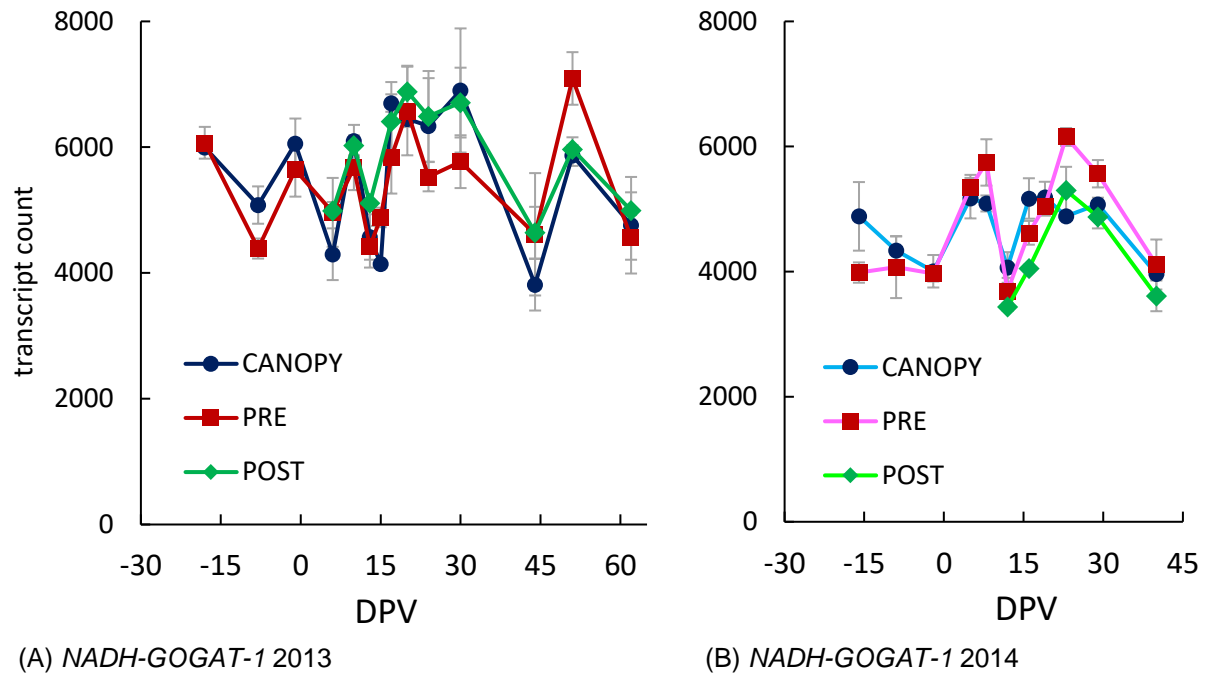 transcript count
8000
6000
4000
2000
0
-30 -15 0 15 30 45 60
DPV
CANOPY
PRE
POST
(A) NADH-GOGAT-1 2013
8000
6000
4000
2000
0
-30 -15 0 15 30 45
DPV
CANOPY
PRE
POST
(B) NADH-GOGAT-1 2014